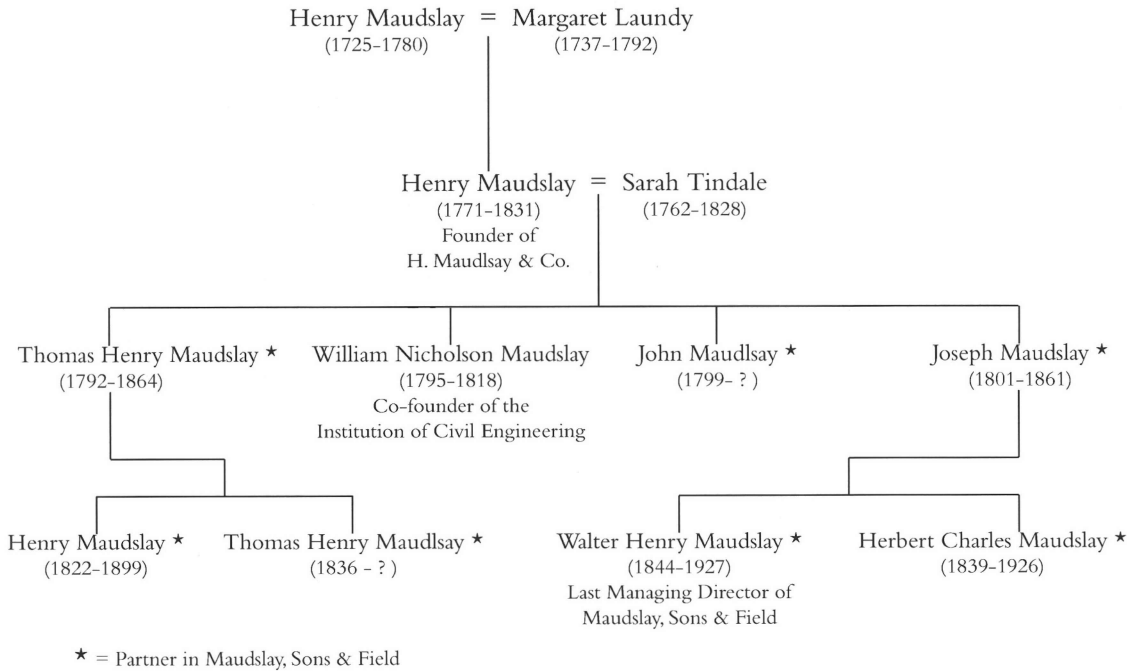 Henry Maudslay = Margaret Laundy
(1725-1780) (1737-1792)
Henry Maudslay = Sarah Tindale
(1771-1831) (1762-1828)
Founder of
H. Maudlsay & Co.
Thomas Henry Maudslay ★ William Nicholson Maudslay John Maudlsay ★ Joseph Maudslay ★
(1792-1864) (1795-1818) (1799- ? ) (1801-1861)
Co-founder of the
Institution of Civil Engineering
Henry Maudslay ★ Thomas Henry Maudlsay ★ Walter Henry Maudslay ★ Herbert Charles Maudslay ★
(1822-1899) (1836 - ? ) (1844-1927) (1839-1926)
Last Managing Director of
Maudslay, Sons & Field
★ = Partner in Maudslay, Sons & Field